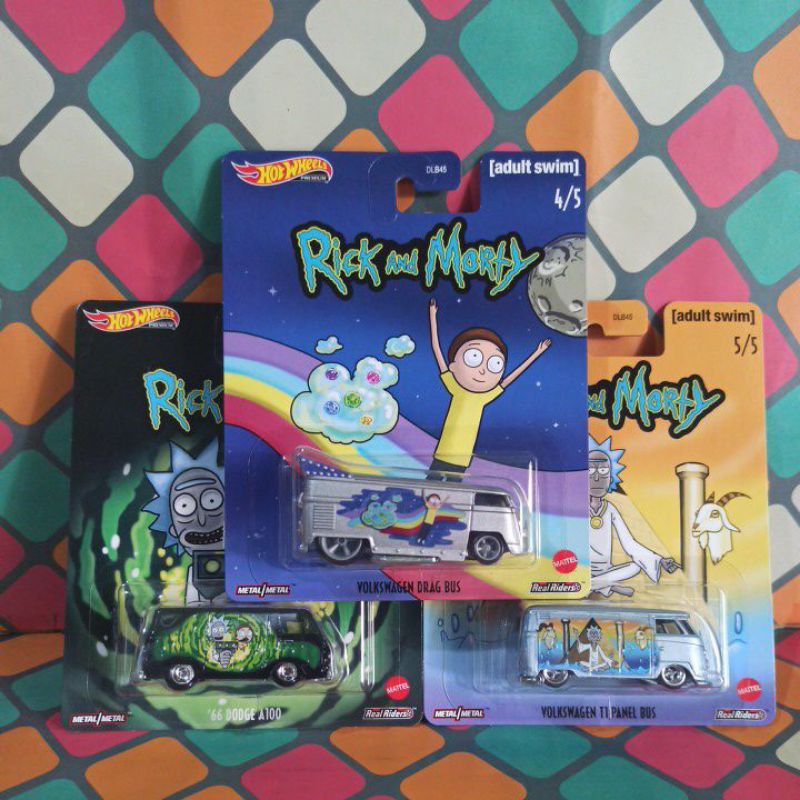 HOT WHEELS
PREMIUM
DLB45
[adult swim]
4/5
RICK AND MORTY
METAL/METAL
VOLKSWAGEN DRAG BUS
MATTEL
Real Riders
HOT WHEELS
PREMIUM
RICK
METAL/METAL
'66 DODGE A100
MATTEL
Real Riders
DLB45
[adult swim]
5/5
MORTY
METAL/METAL
VOLKSWAGEN T1 PANEL BUS
MATTEL
Real Riders